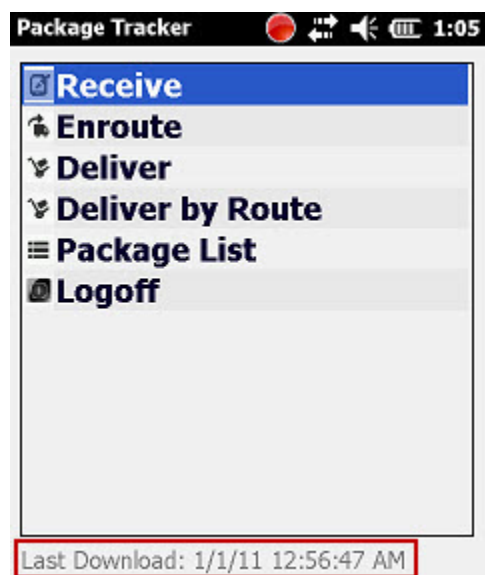 Package Tracker 1:05
Receive
Enroute
Deliver
Deliver by Route
Package List
Logoff
Last Download: 1/1/11 12:56:47 AM